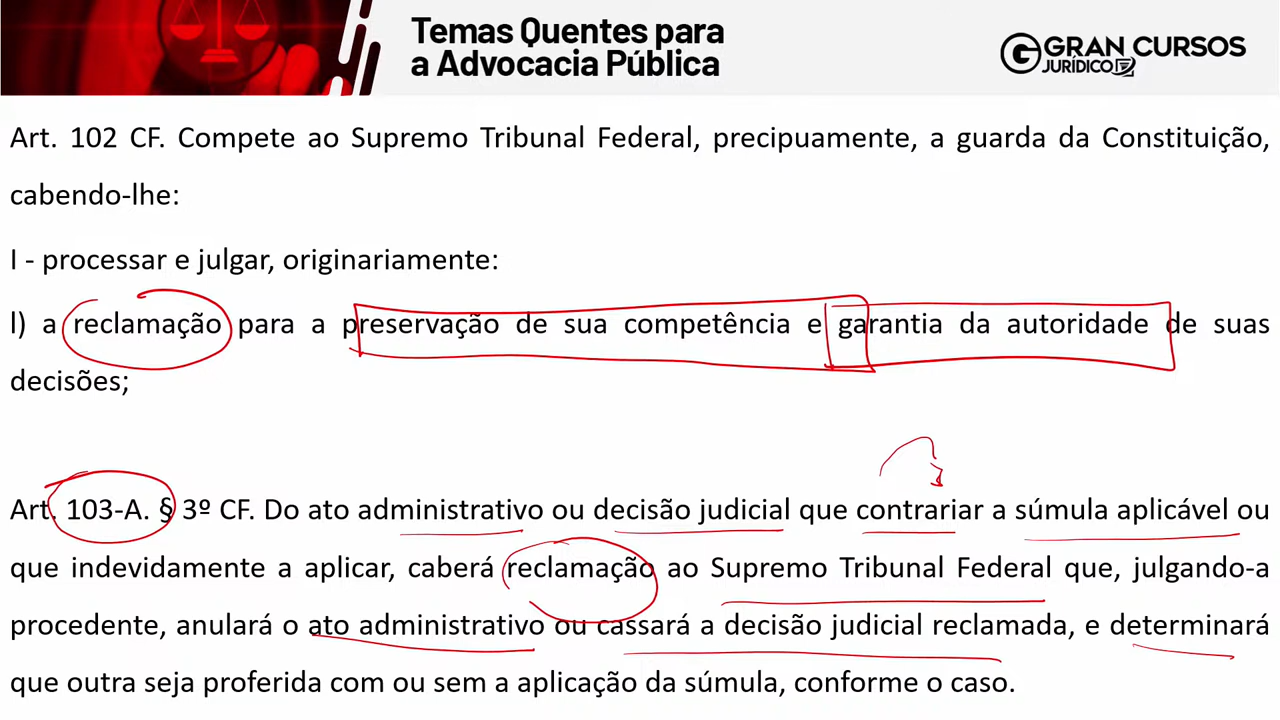 Temas Quentes para
a Advocacia Pública
GRAN CURSOS
JURÍDICO
Art. 102 CF. Compete ao Supremo Tribunal Federal, precipuamente, a guarda da Constituição,
cabendo-lhe:
I - processar e julgar, originariamente:
l) a reclamação para a preservação de sua competência e garantia da autoridade de suas
decisões;
Art. 103-A. § 3º CF. Do ato administrativo ou decisão judicial que contrariar a súmula aplicável ou
que indevidamente a aplicar, caberá reclamação ao Supremo Tribunal Federal que, julgando-a
procedente, anulará o ato administrativo ou cassará a decisão judicial reclamada, e determinará
que outra seja proferida com ou sem a aplicação da súmula, conforme o caso.